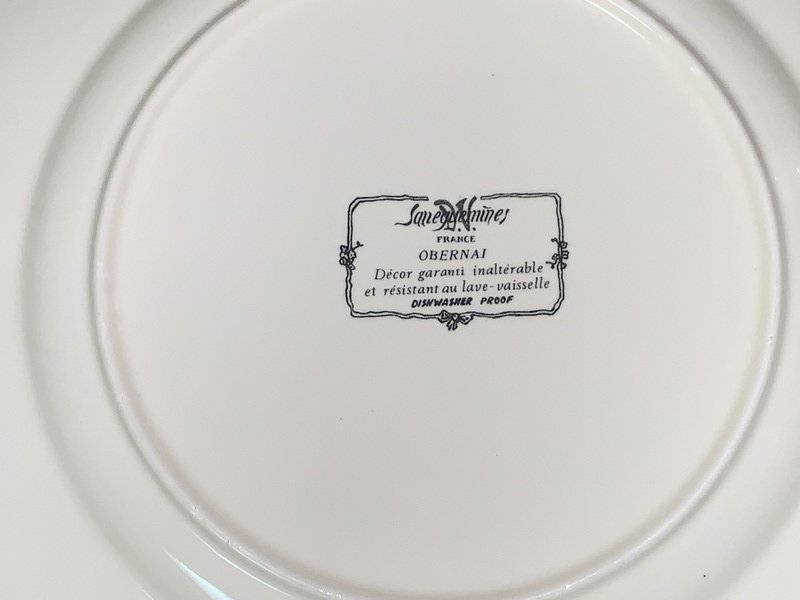 Sarreguemines
FRANCE
OBERNAI
Décor garanti inaltérable
et résistant au lave-vaisselle
DISHWASHER PROOF